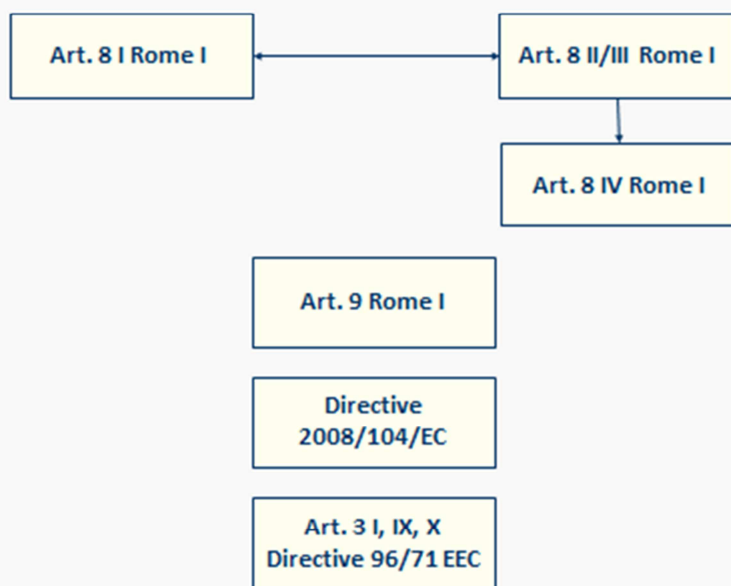 Art. 8 I Rome I
Art. 8 II/III Rome I
Art. 8 IV Rome I
Art. 9 Rome I
Directive
2008/104/EC
Art. 3 I, IX, X
Directive 96/71 EEC